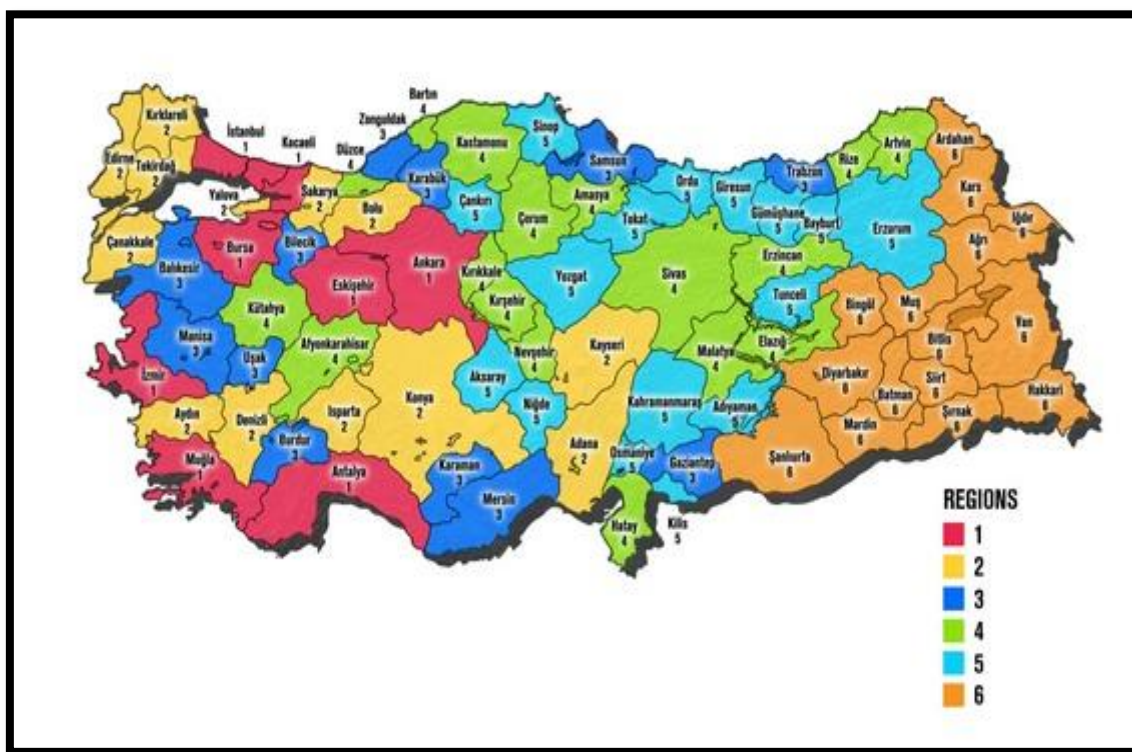 Kırklareli
2
Edirne
2
Tekirdağ
2
İstanbul
1
Kocaeli
1
Yalova
2
Sakarya
2
Düzce
4
Zonguldak
3
Bartın
4
Karabük
3
Kastamonu
4
Sinop
5
Samsun
3
Çankırı
5
Bolu
2
Amasya
4
Çorum
4
Tokat
5
Ordu
5
Giresun
5
Gümüşhane
5
Trabzon
3
Bayburt
5
Rize
4
Artvin
4
Ardahan
6
Kars
6
Iğdır
6
Ağrı
6
Erzurum
5
Erzincan
4
Çanakkale
2
Balıkesir
3
Bursa
1
Bilecik
3
Eskişehir
1
Ankara
1
Kırıkkale
4
Kırşehir
4
Yozgat
5
Sivas
4
Tunceli
5
Bingöl
6
Muş
6
Bitlis
6
Van
6
Kütahya
4
Manisa
3
Uşak
3
Afyonkarahisar
4
İzmir
1
Aydın
2
Denizli
2
Isparta
2
Burdur
3
Muğla
1
Antalya
1
Konya
2
Aksaray
5
Nevşehir
4
Niğde
5
Kayseri
2
Adana
2
Karaman
3
Mersin
3
Malatya
4
Elazığ
4
Kahramanmaraş
5
Adıyaman
5
Osmaniye
5
Gaziantep
3
Hatay
4
Kilis
5
Şanlıurfa
6
Diyarbakır
6
Mardin
6
Batman
6
Siirt
6
Şırnak
6
Hakkari
6
REGIONS
1
2
3
4
5
6